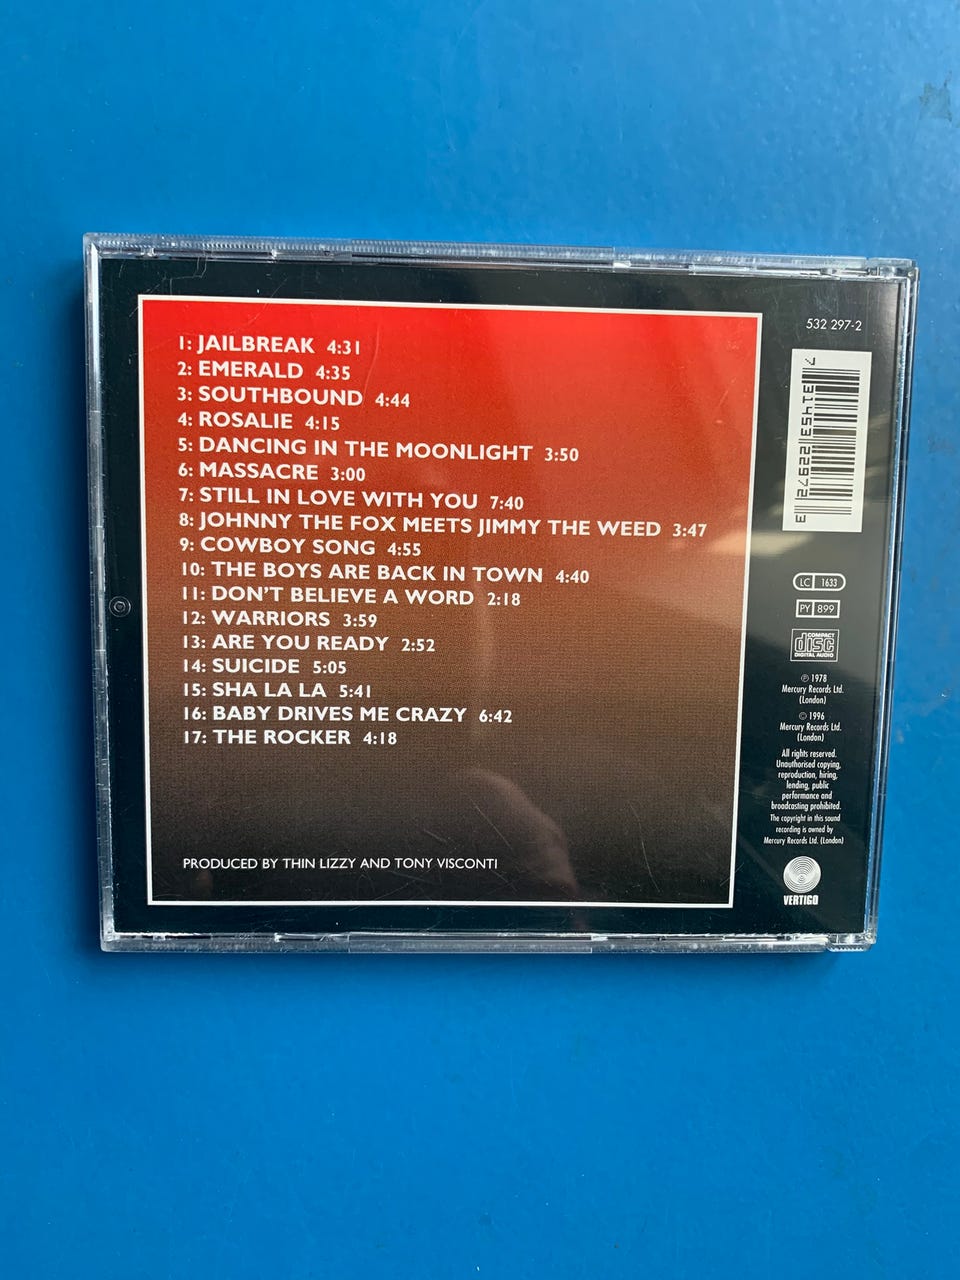 1: JAILBREAK 4:31
2: EMERALD 4:35
3: SOUTHBOUND 4:44
4: ROSALIE 4:15
5: DANCING IN THE MOONLIGHT 3:50
6: MASSACRE 3:00
7: STILL IN LOVE WITH YOU 7:40
8: JOHNNY THE FOX MEETS JIMMY THE WEED 3:47
9: COWBOY SONG 4:55
10: THE BOYS ARE BACK IN TOWN 4:40
11: DON'T BELIEVE A WORD 2:18
12: WARRIORS 3:59
13: ARE YOU READY 2:52
14: SUICIDE 5:05
15: SHA LA LA 5:41
16: BABY DRIVES ME CRAZY 6:42
17: THE ROCKER 4:18
PRODUCED BY THIN LIZZY AND TONY VISCONTI
532 297-2
7 31453 22972 3
LC 1633
PY 899
COMPACT
disc
DIGITAL AUDIO
℗ 1978
Mercury Records Ltd.
(London)
© 1996
Mercury Records Ltd.
(London)
All rights reserved.
Unauthorised copying,
reproduction, hiring,
lending, public
performance and
broadcasting prohibited.
The copyright in this sound
recording is owned by
Mercury Records Ltd. (London)
VERTIGO